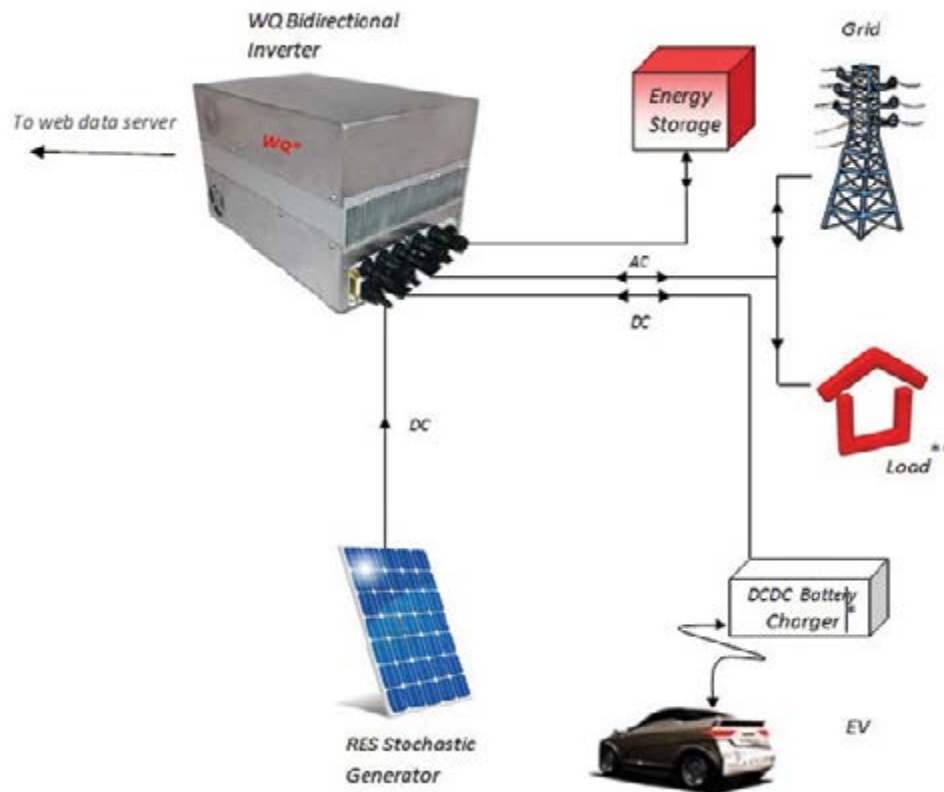 WQ Bidirectional
Inverter
Grid
Energy
Storage
To web data server
WQ®
AC
DC
DC
Load **
DCDC Battery
Charger *
RES Stochastic
Generator
EV